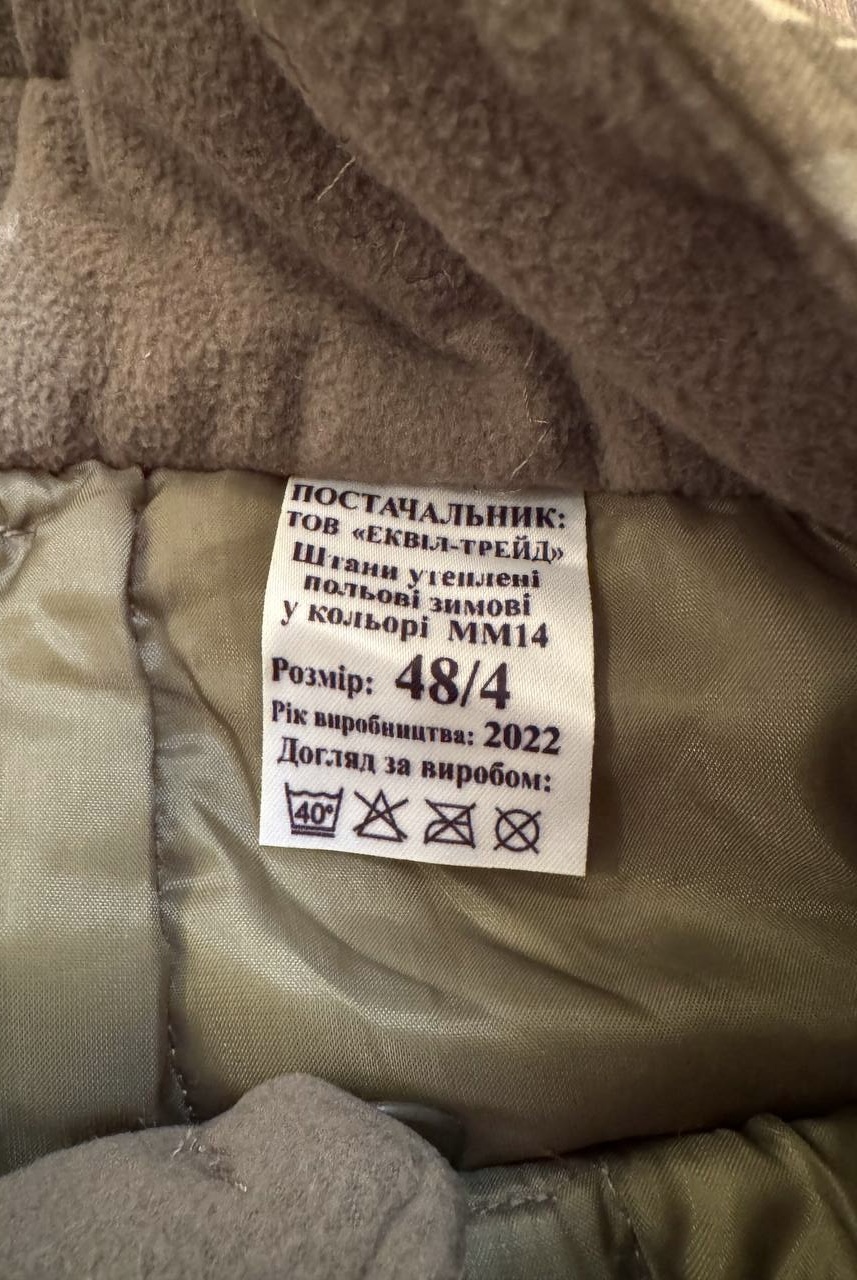 ПОСТАЧАЛЬНИК:
ТОВ «ЕКВІЛ-ТРЕЙД»
Штани утеплені
польові зимові
у кольорі ММ14
Розмір: 48/4
Рік виробництва: 2022
Догляд за виробом:
40°